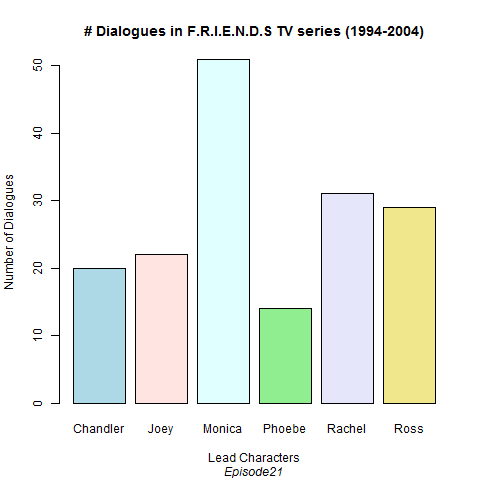 # Dialogues in F.R.I.E.N.D.S TV series (1994-2004)
Number of Dialogues
50
40
30
20
10
0
Chandler Joey Monica Phoebe Rachel Ross
Lead Characters
Episode21